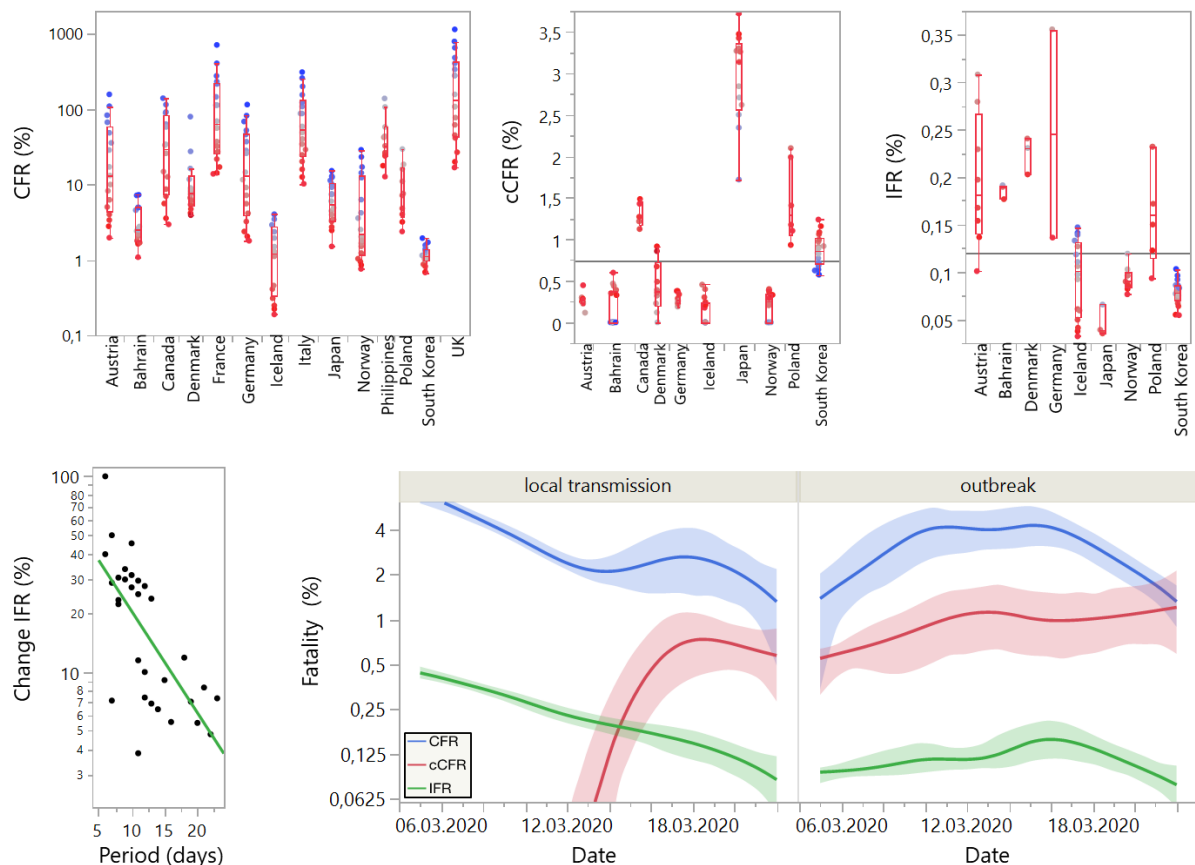 CFR (%)
1000
100
10
1
0,1
Austria
Bahrain
Canada
Denmark
France
Germany
Iceland
Italy
Japan
Norway
Philippines
Poland
South Korea
UK
cCFR (%)
3,5
3
2,5
2
1,5
1
0,5
0
Austria
Bahrain
Canada
Denmark
Germany
Iceland
Japan
Norway
Poland
South Korea
IFR (%)
0,35
0,30
0,25
0,20
0,15
0,10
0,05
Austria
Bahrain
Denmark
Germany
Iceland
Japan
Norway
Poland
South Korea
Change IFR (%)
100
80
60
50
40
30
20
10
8
7
6
5
4
3
5 10 15 20
Period (days)
local transmission outbreak
Fatality (%)
4
2
1
0,5
0,25
0,125
0,0625
CFR
cCFR
IFR
06.03.2020 12.03.2020 18.03.2020 06.03.2020 12.03.2020 18.03.2020
Date Date